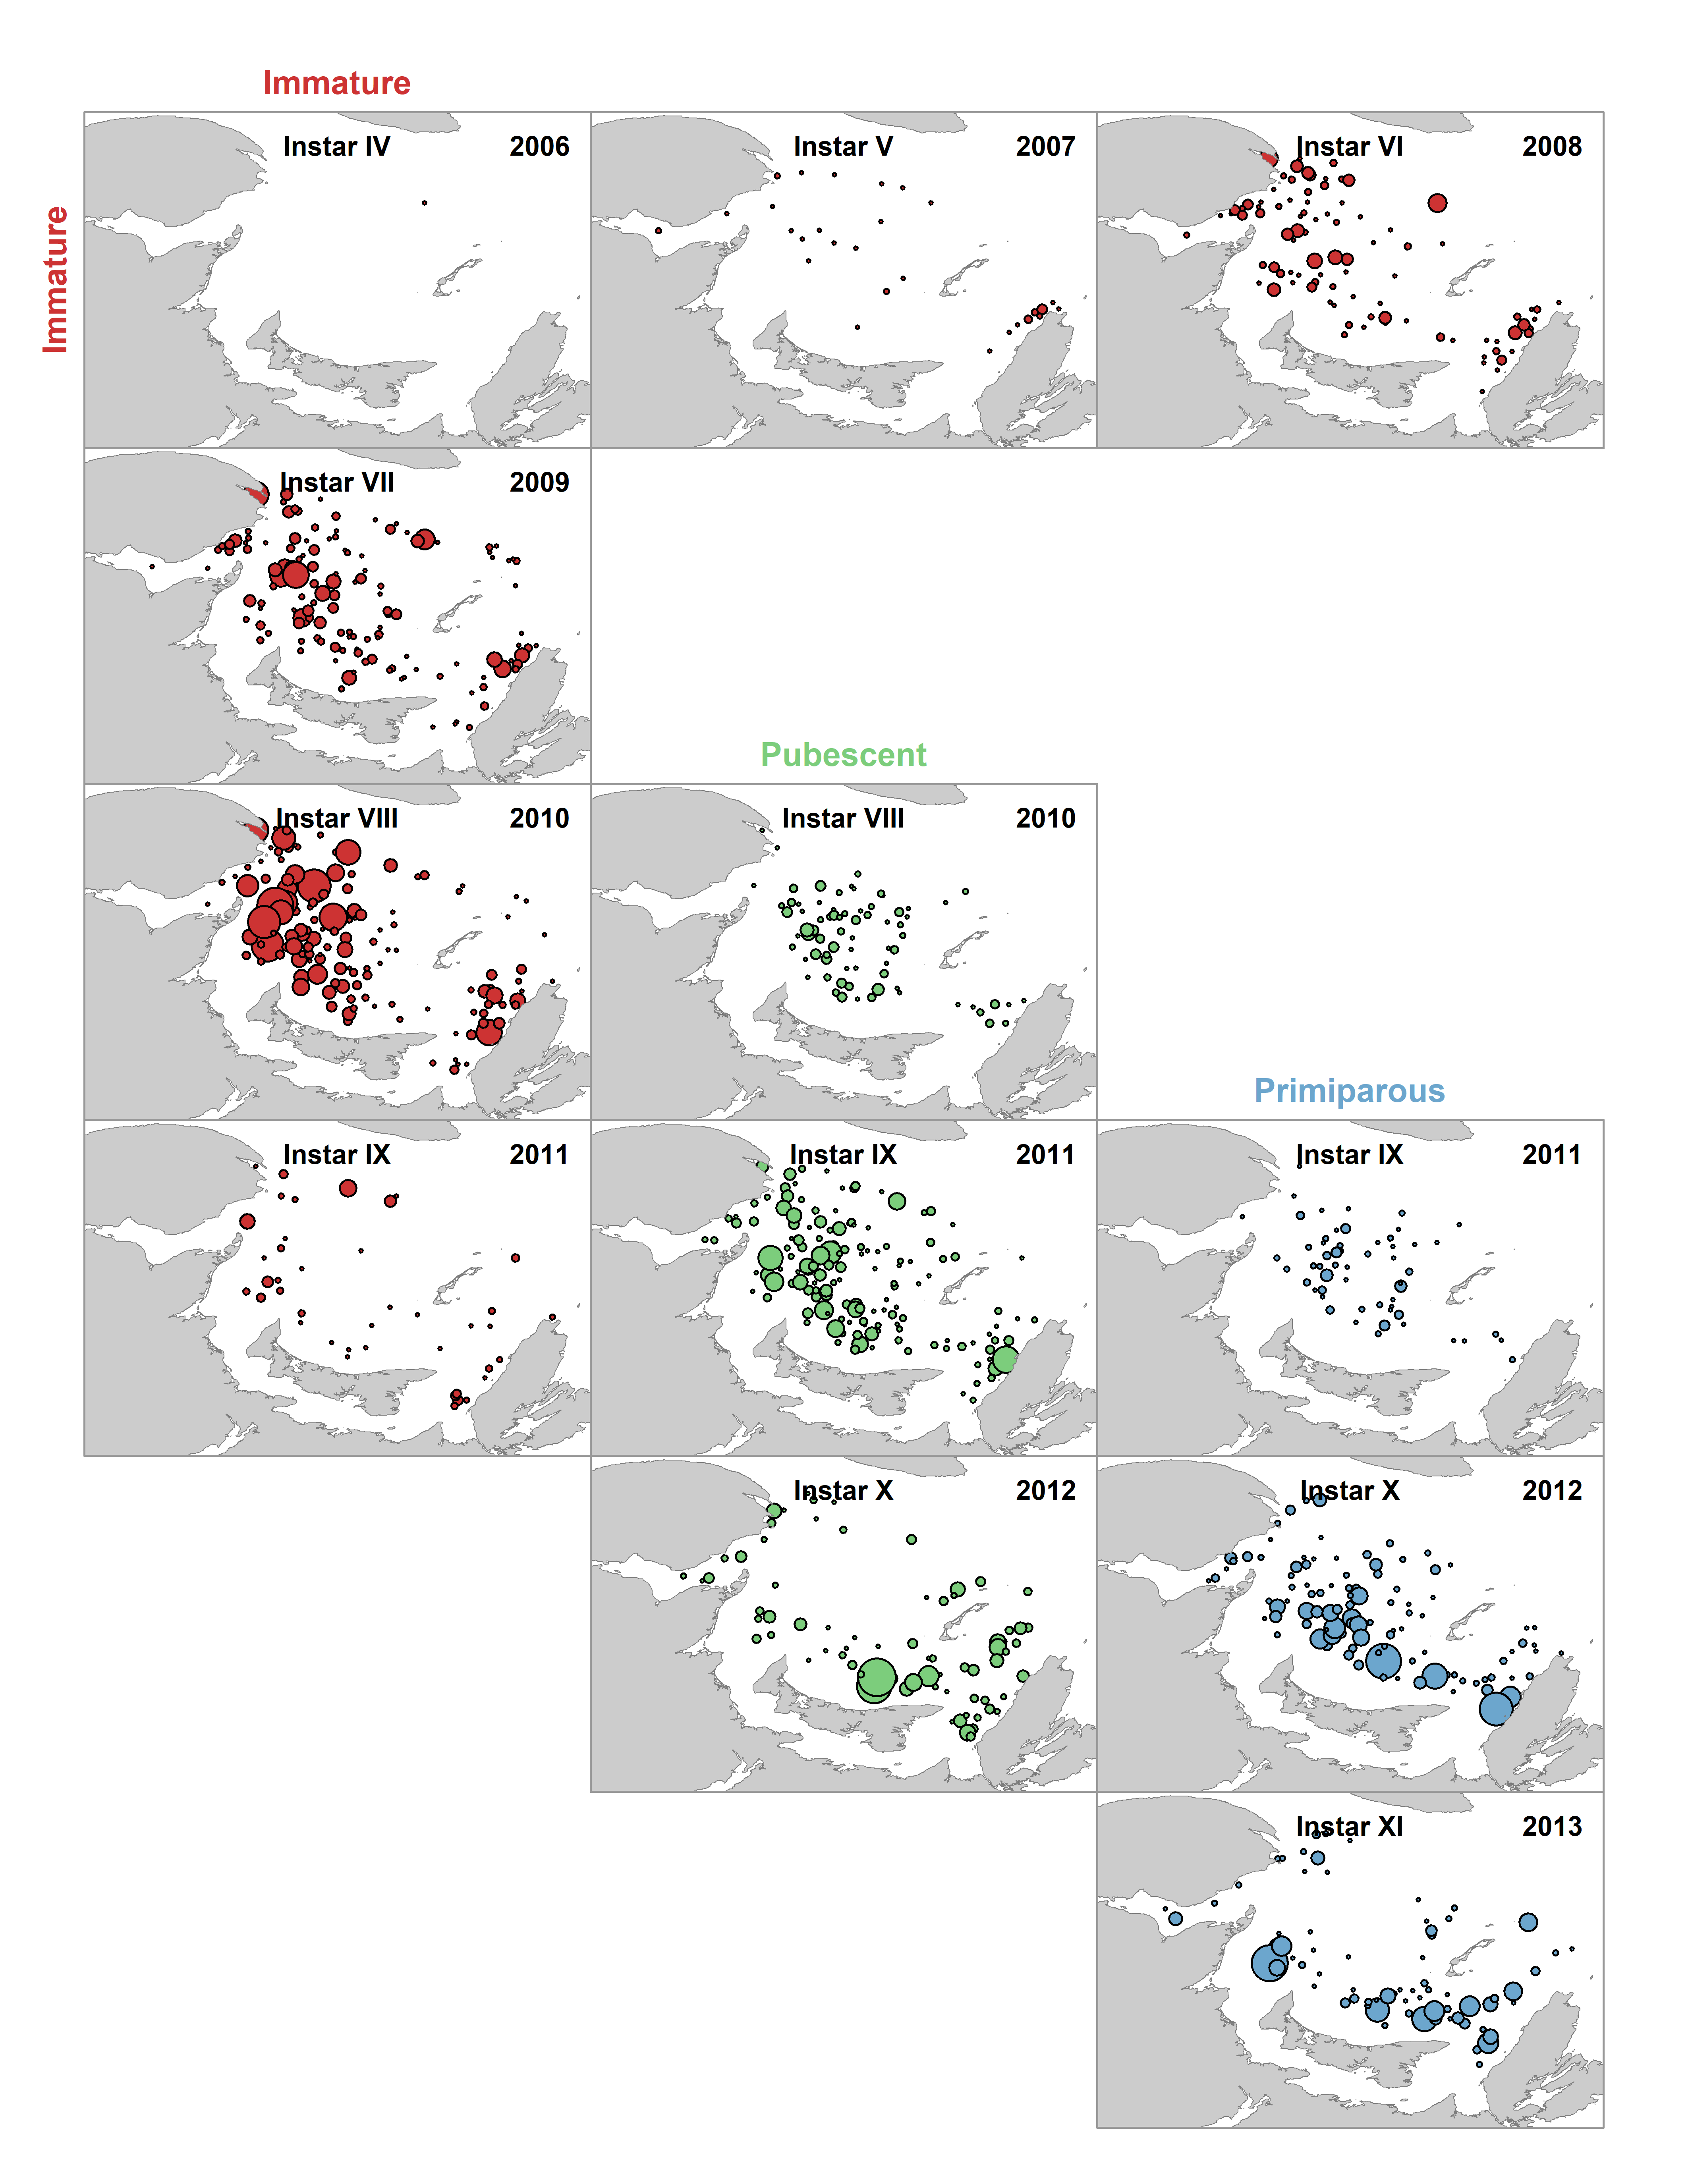 Immature
Immature
Instar IV 2006
Instar V 2007
Instar VI 2008
Instar VII 2009
Pubescent
Instar VIII 2010
Instar VIII 2010
Primiparous
Instar IX 2011
Instar IX 2011
Instar IX 2011
Instar X 2012
Instar X 2012
Instar XI 2013